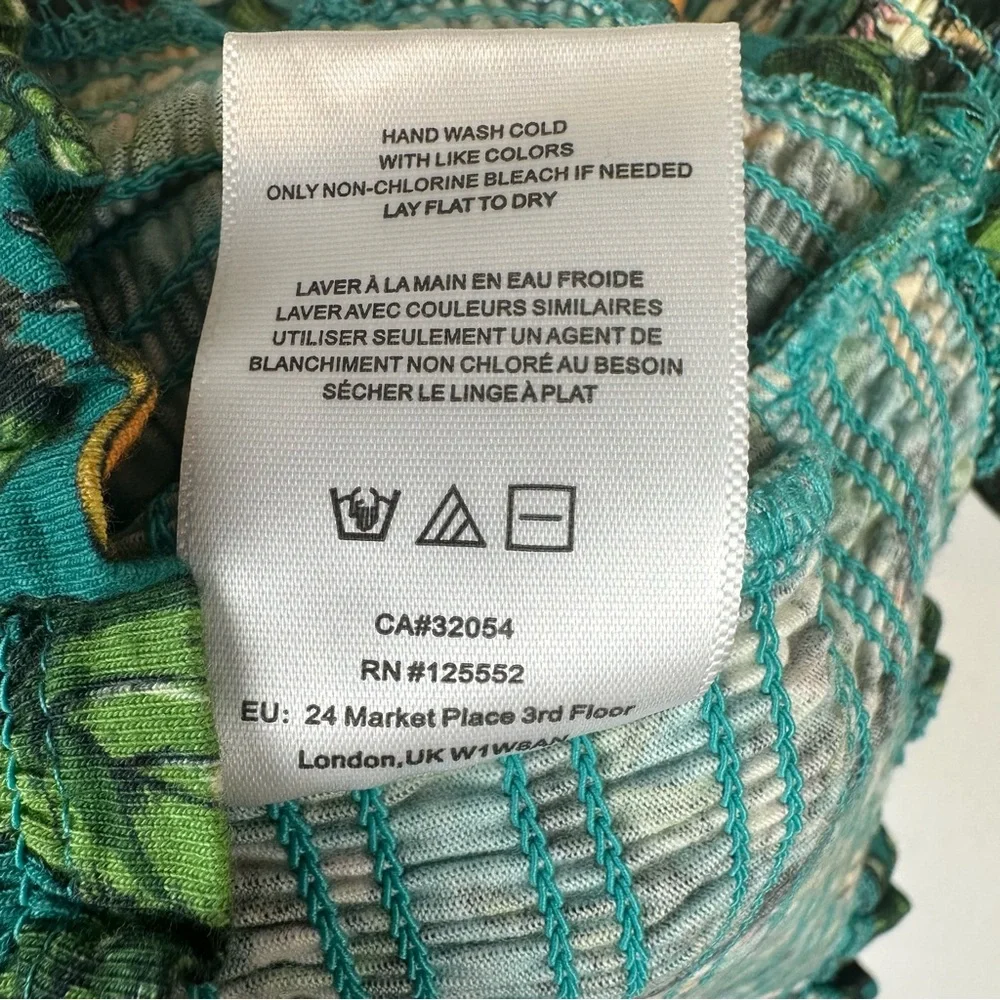 HAND WASH COLD
WITH LIKE COLORS
ONLY NON-CHLORINE BLEACH IF NEEDED
LAY FLAT TO DRY
LAVER À LA MAIN EN EAU FROIDE
LAVER AVEC COULEURS SIMILAIRES
UTILISER SEULEMENT UN AGENT DE
BLANCHIMENT NON CHLORÉ AU BESOIN
SÉCHER LE LINGE À PLAT
CA#32054
RN #125552
EU: 24 Market Place 3rd Floor
London, UK W1W8AN